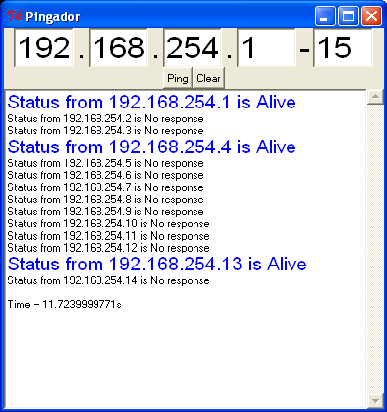 Pingador
192 . 168 . 254 . 1 - 15
Ping Clear
Status from 192.168.254.1 is Alive
Status from 192.168.254.2 is No response
Status from 192.168.254.3 is No response
Status from 192.168.254.4 is Alive
Status from 192.168.254.5 is No response
Status from 192.168.254.6 is No response
Status from 192.168.254.7 is No response
Status from 192.168.254.8 is No response
Status from 192.168.254.9 is No response
Status from 192.168.254.10 is No response
Status from 192.168.254.11 is No response
Status from 192.168.254.12 is No response
Status from 192.168.254.13 is Alive
Status from 192.168.254.14 is No response
Time - 11.7239999771s